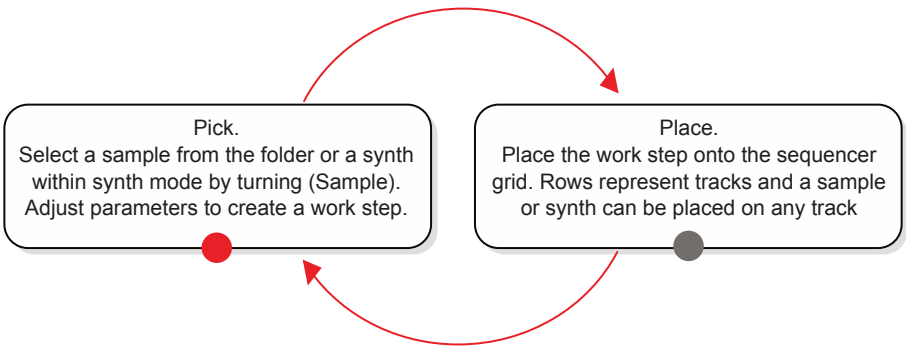 Pick.
Select a sample from the folder or a synth
within synth mode by turning (Sample).
Adjust parameters to create a work step.
Place.
Place the work step onto the sequencer
grid. Rows represent tracks and a sample
or synth can be placed on any track